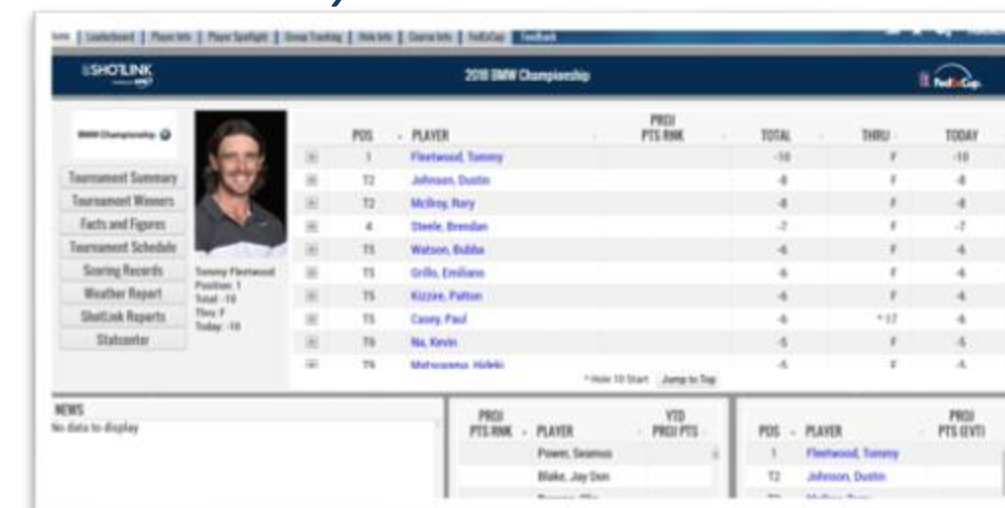 Home | Leaderboard | Player Info | Player Spotlight | Group Tracking | Hole Info | Course Info | FedExCup | Feedback
SHOTLINK 2018 BMW Championship FedExCup
BMW Championship
POS PLAYER PROJ PTS RNK TOTAL THRU TODAY
1 Fleetwood, Tommy -10 F -10
T2 Johnson, Dustin -8 F -8
T2 McIlroy, Rory -8 F -8
4 Steele, Brendan -7 F -7
T5 Watson, Bubba -6 F -6
T5 Grillo, Emiliano -6 F -6
T5 Kizzire, Patton -6 F -6
T5 Casey, Paul -6 *17 -6
T9 Na, Kevin -5 F -5
T9 Matsuyama, Hideki -5 F -5
* Hole 10 Start Jump to Top
Tournament Summary
Tournament Winners
Facts and Figures
Tournament Schedule
Scoring Records
Weather Report
ShotLink Reports
Statcenter
Tommy Fleetwood
Position: 1
Total: -10
Thru: F
Today: -10
NEWS
No data to display
PROJ PTS RNK PLAYER YTD PROJ PTS
Power, Seamus
Blake, Jay Don
POS PLAYER PROJ PTS (EVT)
1 Fleetwood, Tommy
T2 Johnson, Dustin